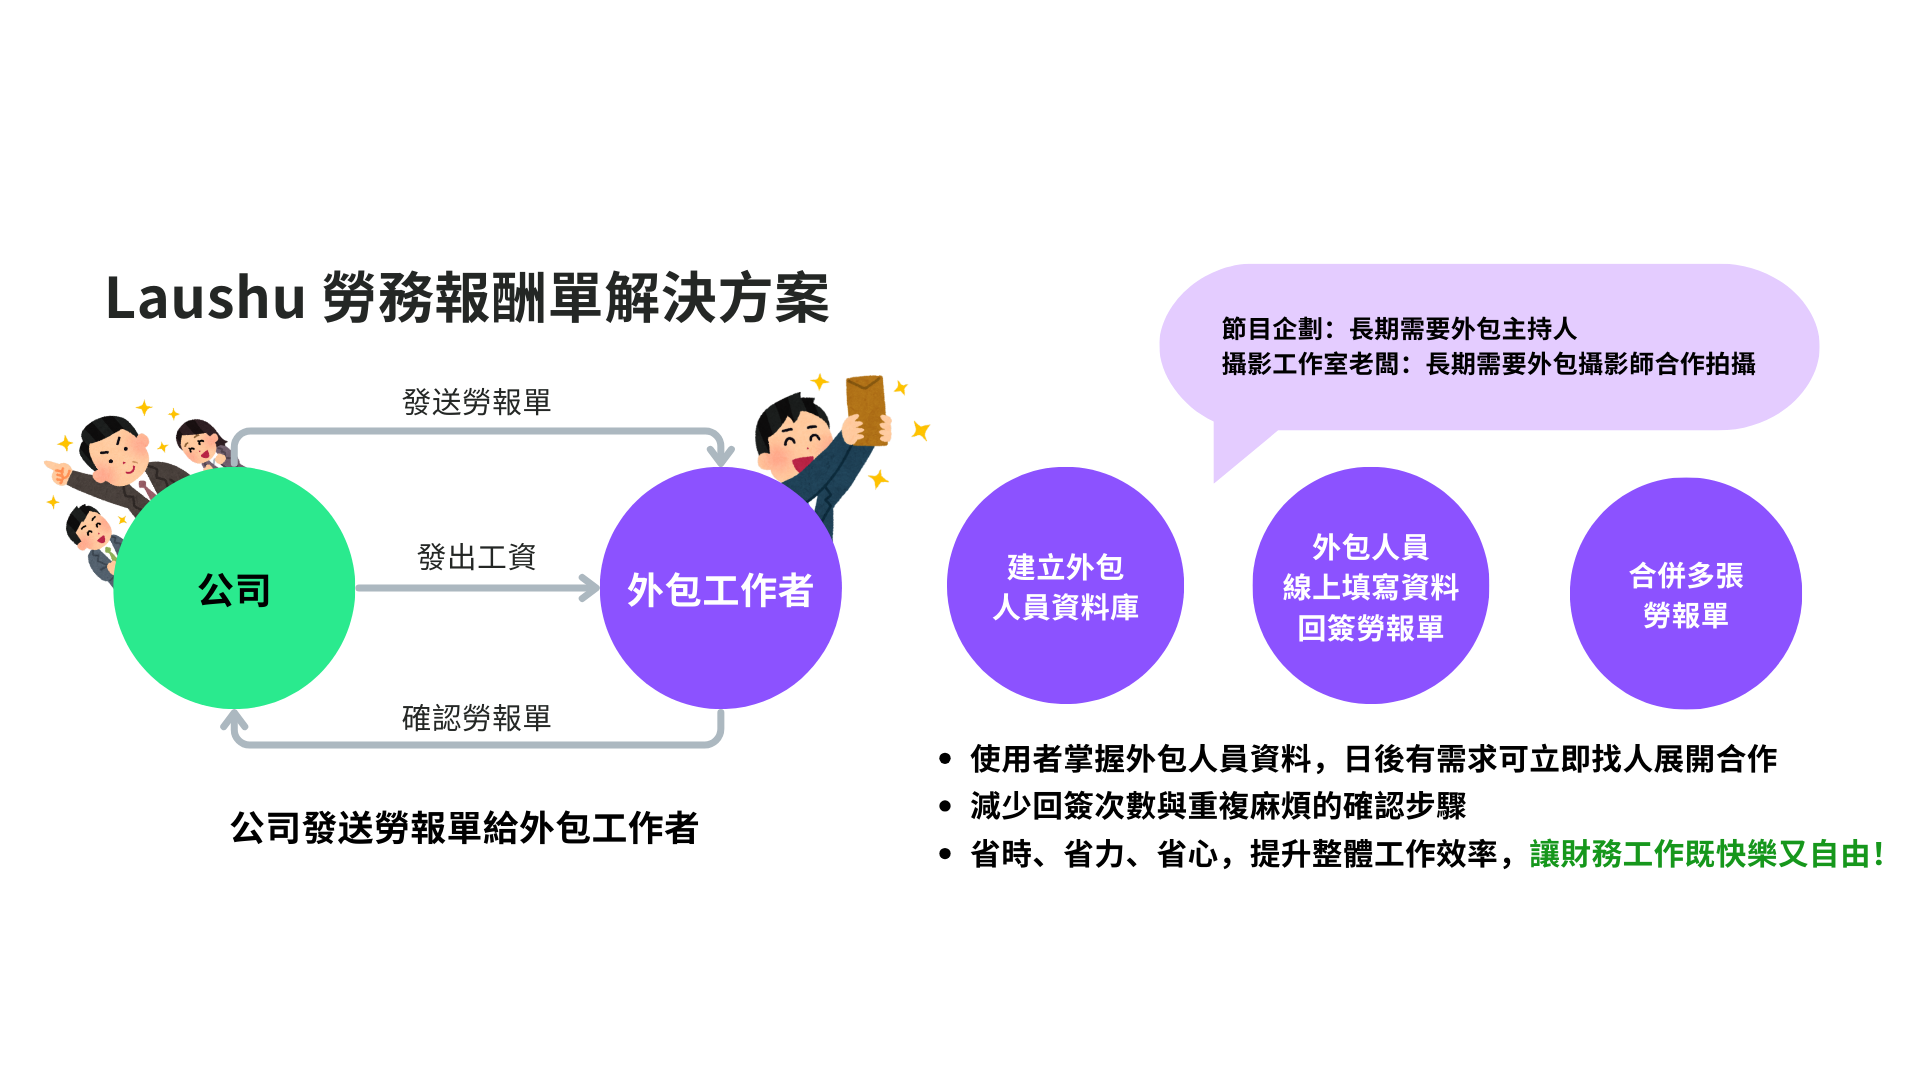 Laushu 勞務報酬單解決方案
發送勞報單
公司
發出工資
外包工作者
確認勞報單
公司發送勞報單給外包工作者
節目企劃：長期需要外包主持人
攝影工作室老闆：長期需要外包攝影師合作拍攝
建立外包
人員資料庫
外包人員
線上填寫資料
回簽勞報單
合併多張
勞報單
• 使用者掌握外包人員資料，日後有需求可立即找人展開合作
• 減少回簽次數與重複麻煩的確認步驟
• 省時、省力、省心，提升整體工作效率，讓財務工作既快樂又自由！